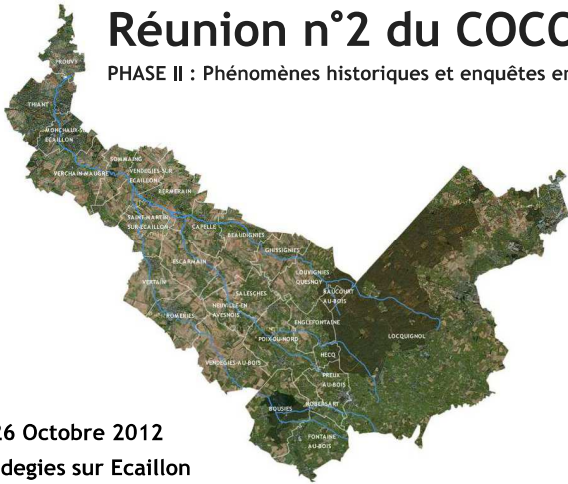 Réunion n°2 du COCO
PHASE II : Phénomènes historiques et enquêtes en
PROUVY
THIANT
MONCHAUX-SUR
ECAILLON
SOMMAING
VERCHAIN-MAUGRE
VENDEGIES-SUR
ECAILLON
BERMERAIN
SAINT-MARTIN
SUR-ECAILLON
CAPELLE
BEAUDIGNIES
GHISSIGNIES
ESCARMAIN
LOUVIGNIES
QUESNOY
RAUCOURT
AU-BOIS
VERTAIN
SALESCHES
NEUVILLE-EN
AVESNOIS
ROMERIES
ENGLEFONTAINE
LOCQUIGNOL
POIX-DU-NORD
HECQ
VENDEGIES-AU-BOIS
PREUX
AU-BOIS
ROBERSART
BOUSIES
FONTAINE
AU-BOIS
26 Octobre 2012
degies sur Ecaillon